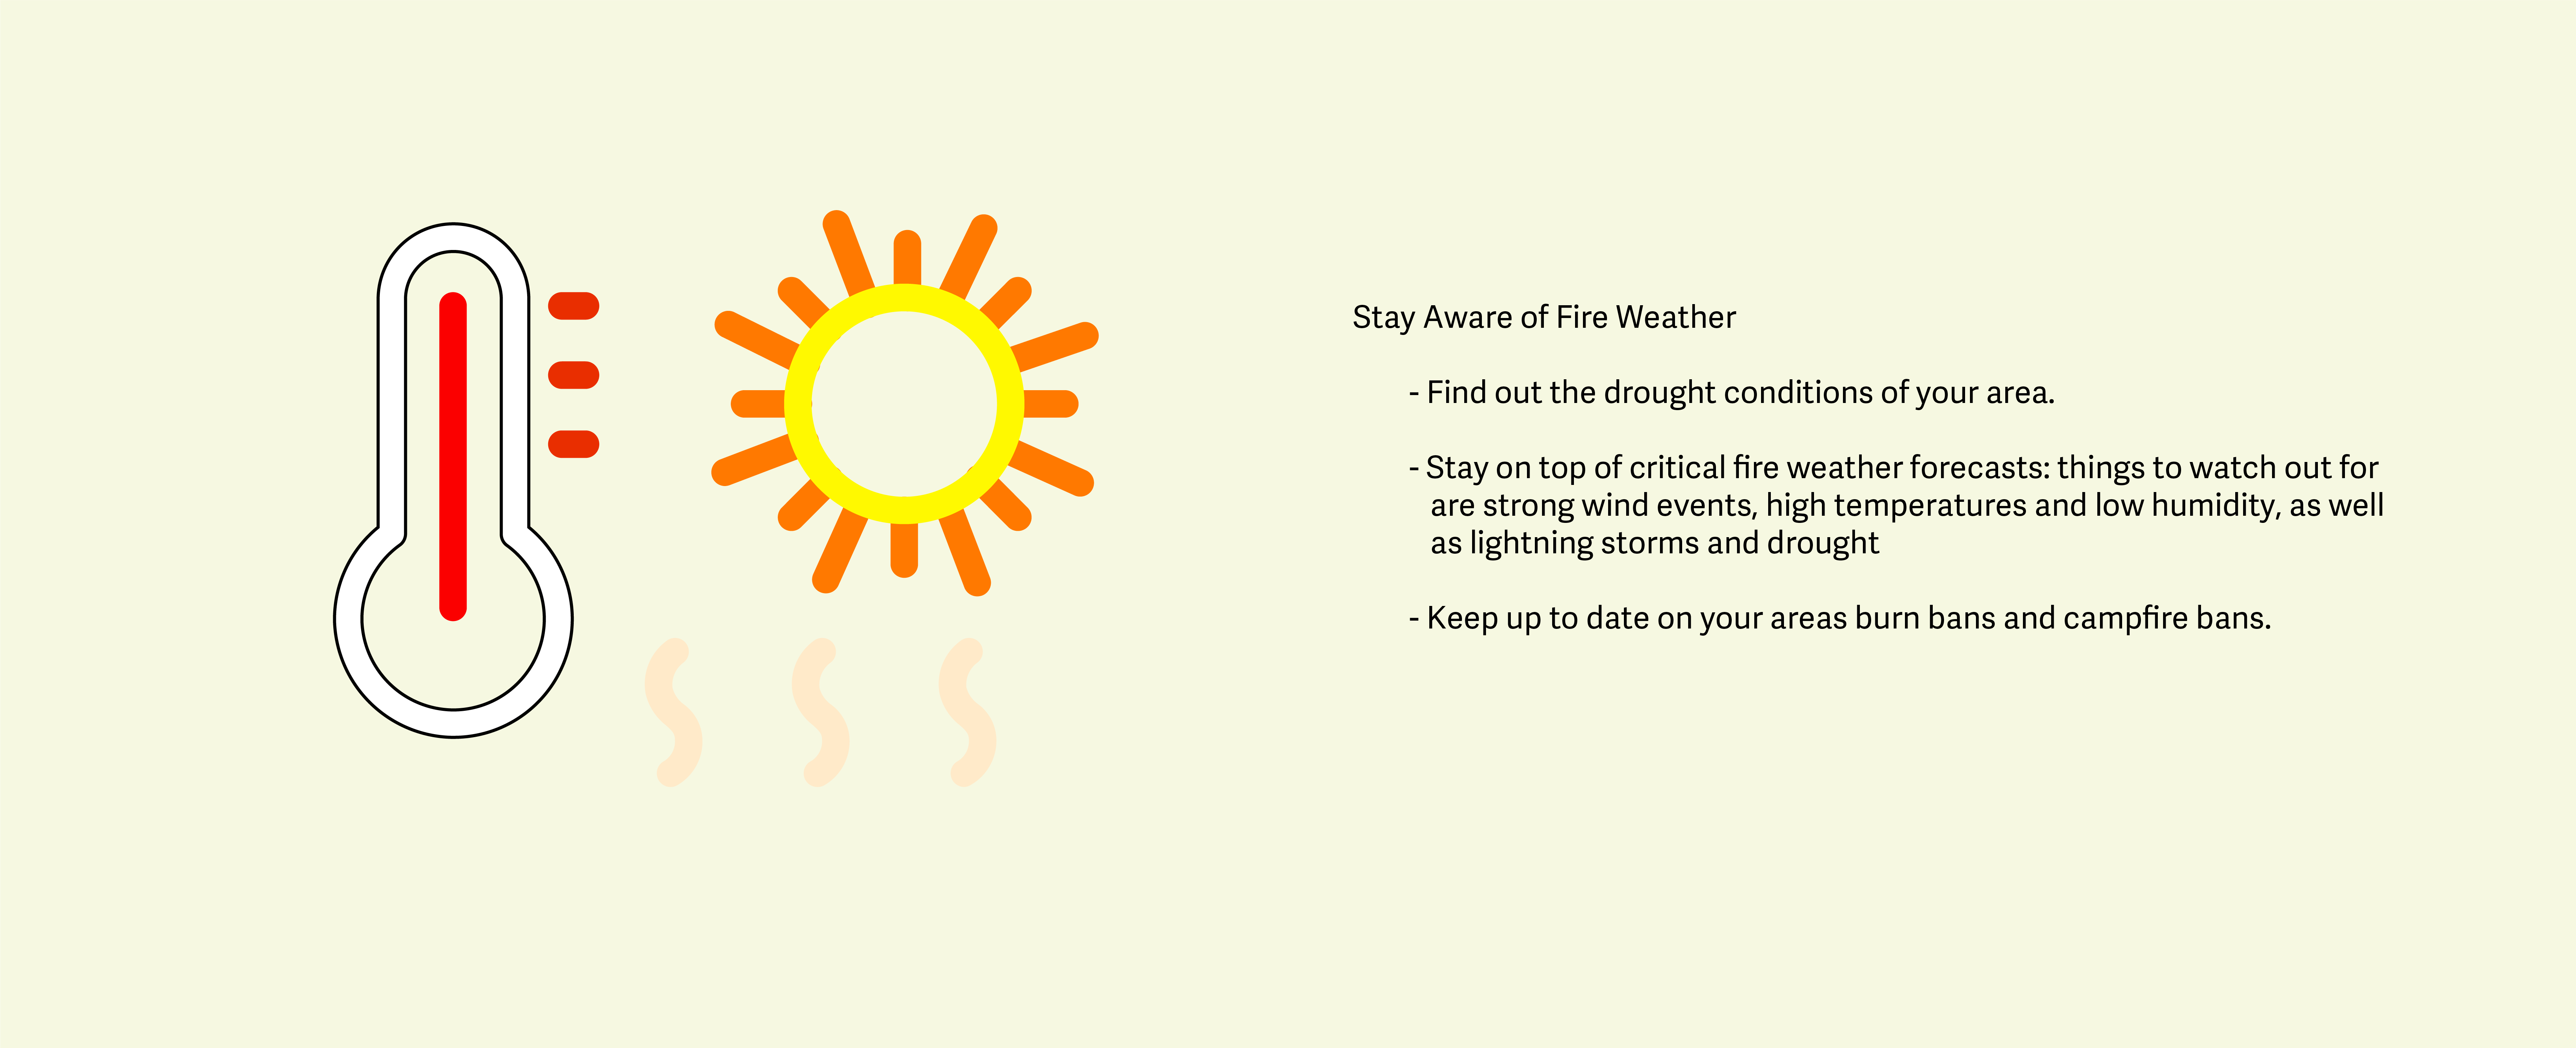 Stay Aware of Fire Weather
- Find out the drought conditions of your area.
- Stay on top of critical fire weather forecasts: things to watch out for
are strong wind events, high temperatures and low humidity, as well
as lightning storms and drought
- Keep up to date on your areas burn bans and campfire bans.